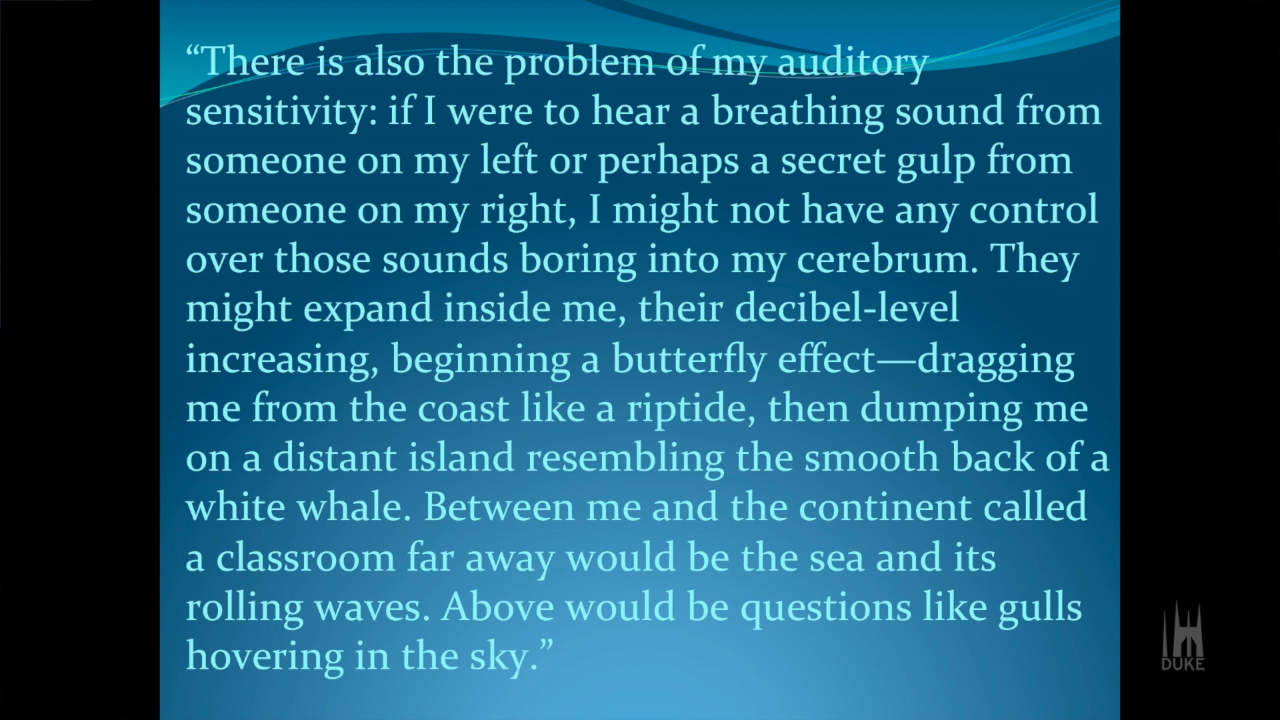 “There is also the problem of my auditory
sensitivity: if I were to hear a breathing sound from
someone on my left or perhaps a secret gulp from
someone on my right, I might not have any control
over those sounds boring into my cerebrum. They
might expand inside me, their decibel-level
increasing, beginning a butterfly effect—dragging
me from the coast like a riptide, then dumping me
on a distant island resembling the smooth back of a
white whale. Between me and the continent called
a classroom far away would be the sea and its
rolling waves. Above would be questions like gulls
hovering in the sky.”
DUKE